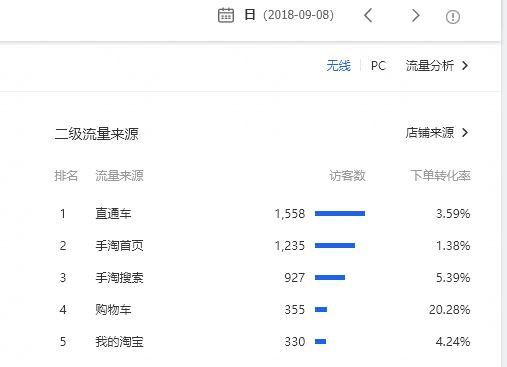 日 (2018-09-08)
无线 PC 流量分析
二级流量来源 店铺来源
排名 流量来源 访客数 下单转化率
1 直通车 1,558 3.59%
2 手淘首页 1,235 1.38%
3 手淘搜索 927 5.39%
4 购物车 355 20.28%
5 我的淘宝 330 4.24%